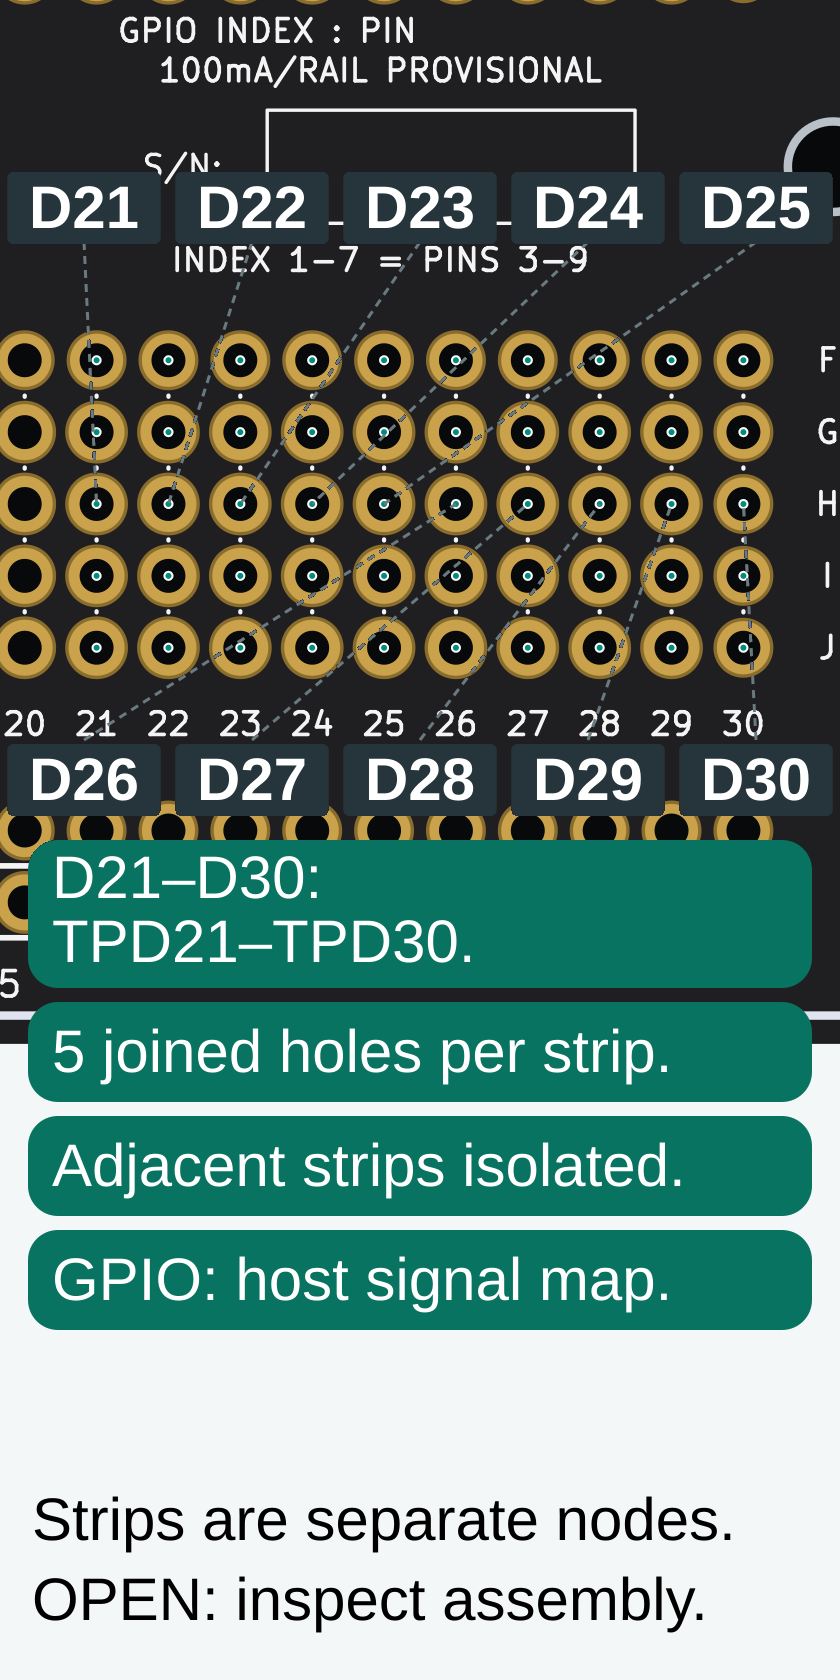 GPIO INDEX : PIN
100mA/RAIL PROVISIONAL
S/N:
D21 D22 D23 D24 D25
INDEX 1-7 = PINS 3-9
F
G
H
I
J
20 21 22 23 24 25 26 27 28 29 30
D26 D27 D28 D29 D30
D21–D30:
TPD21–TPD30.
5
5 joined holes per strip.
Adjacent strips isolated.
GPIO: host signal map.
Strips are separate nodes.
OPEN: inspect assembly.